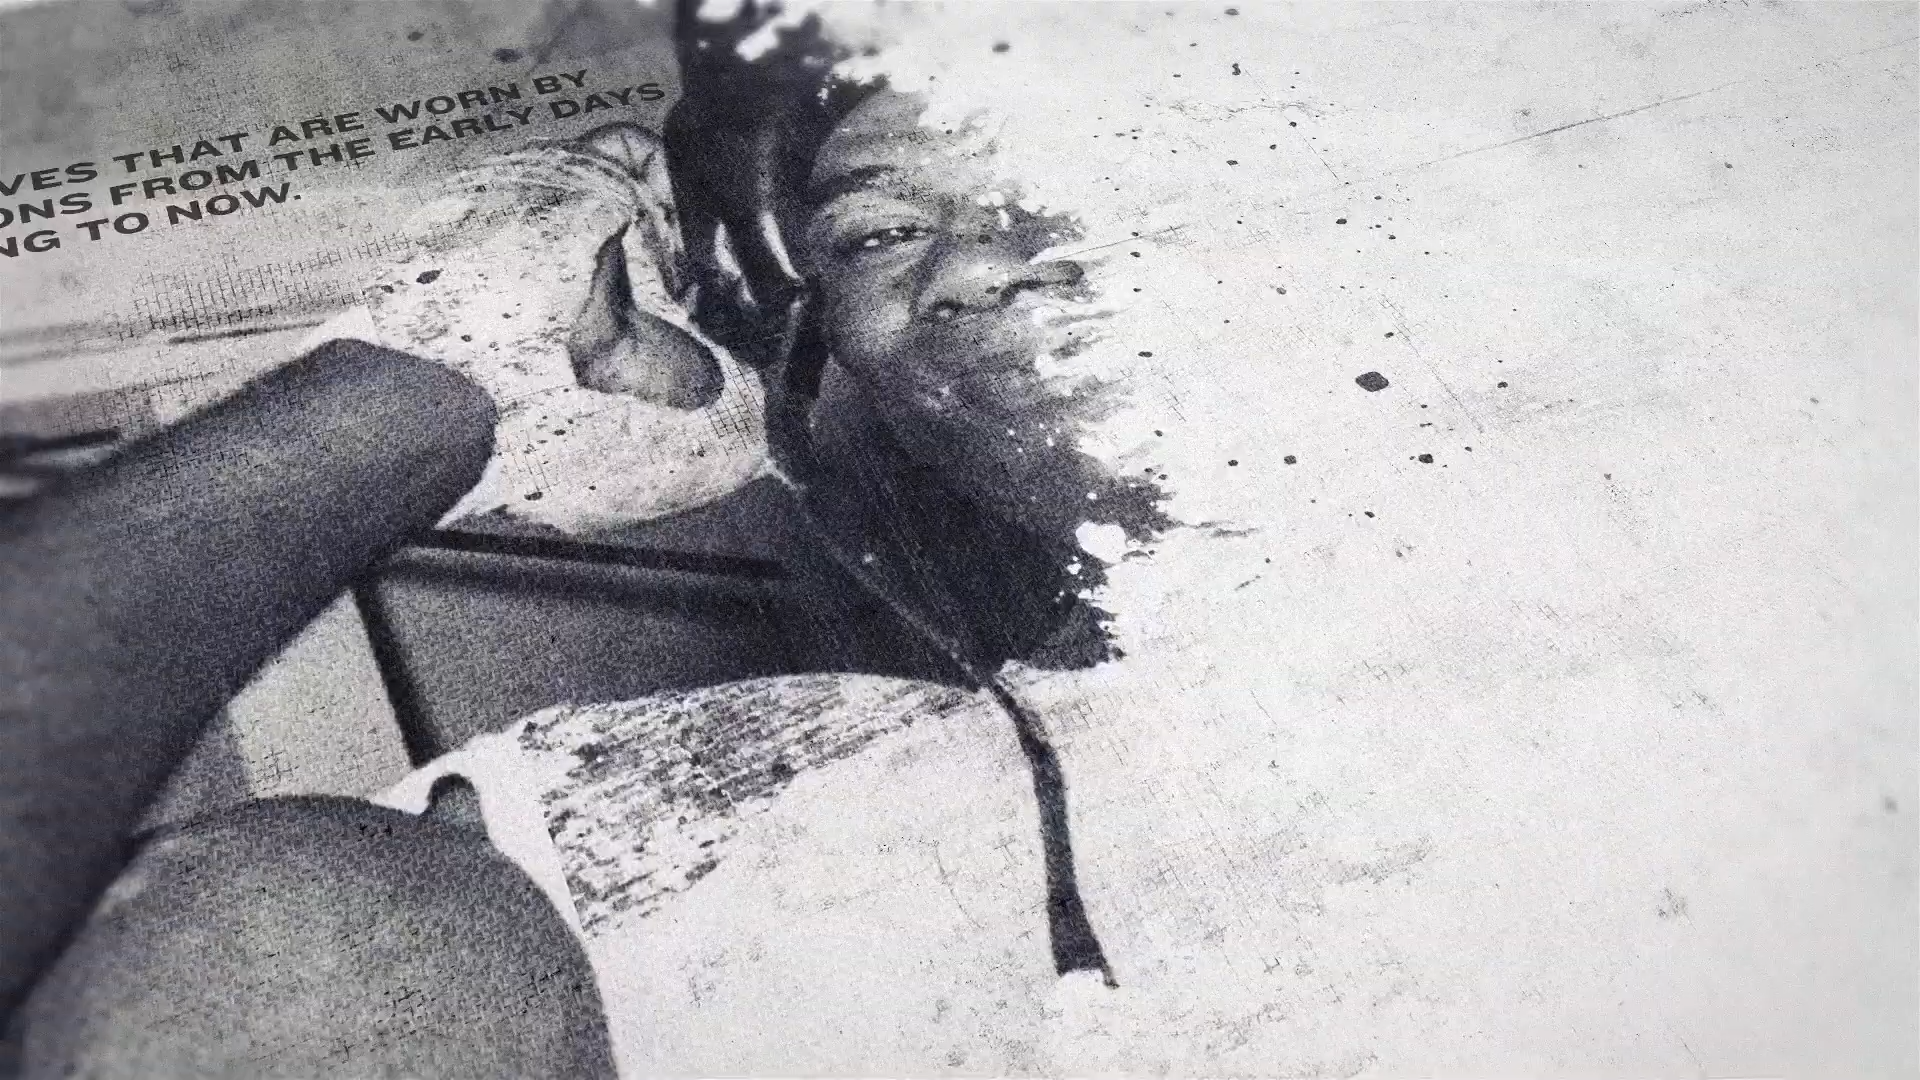 VES THAT ARE WORN BY
ONS FROM THE EARLY DAYS
NG TO NOW.